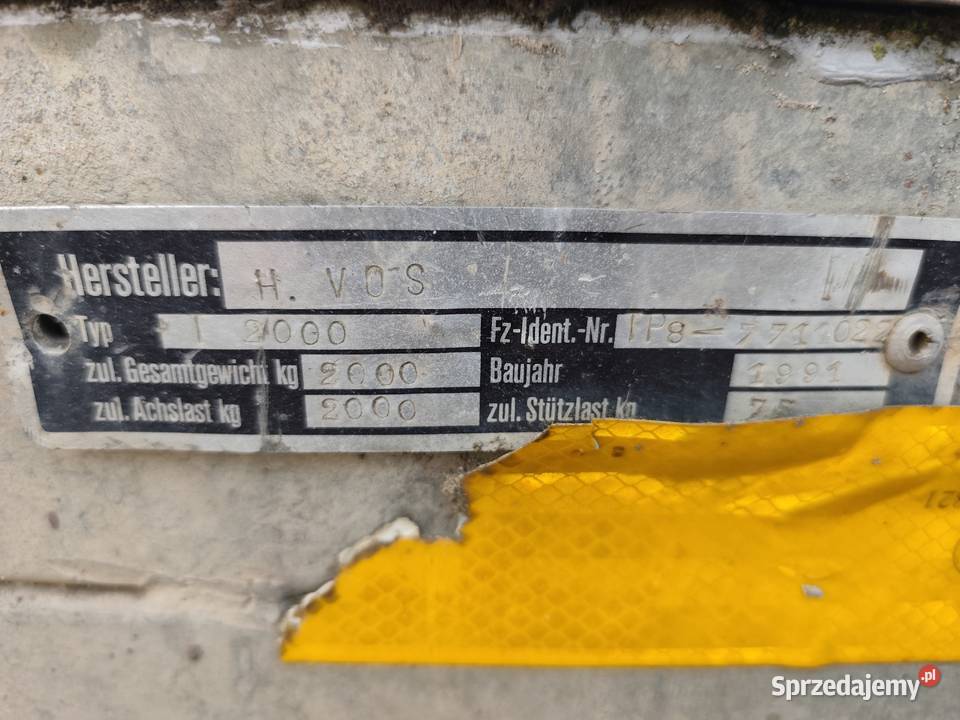 Hersteller: H. VOS
Typ 2000 Fz-Ident.-Nr.
zul. Gesamtgewicht kg 2000 Baujahr 1991
zul. Achslast kg 2000 zul. Stützlast kg
Sprzedajemy.pl